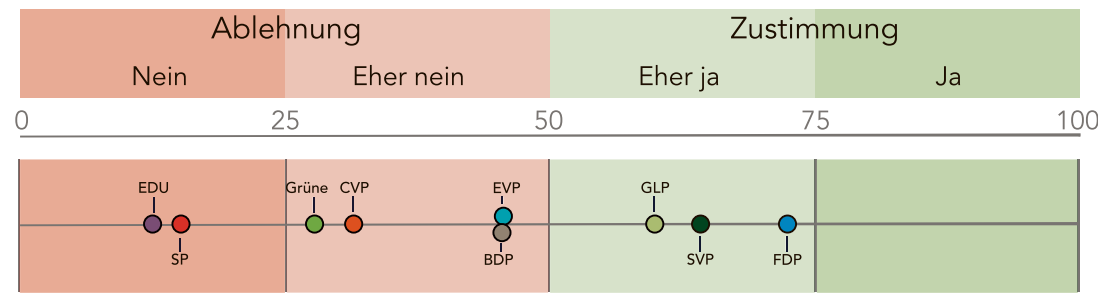 Ablehnung Zustimmung
Nein Eher nein Eher ja Ja
0 25 50 75 100
EDU Grüne CVP EVP GLP
SP BDP SVP FDP